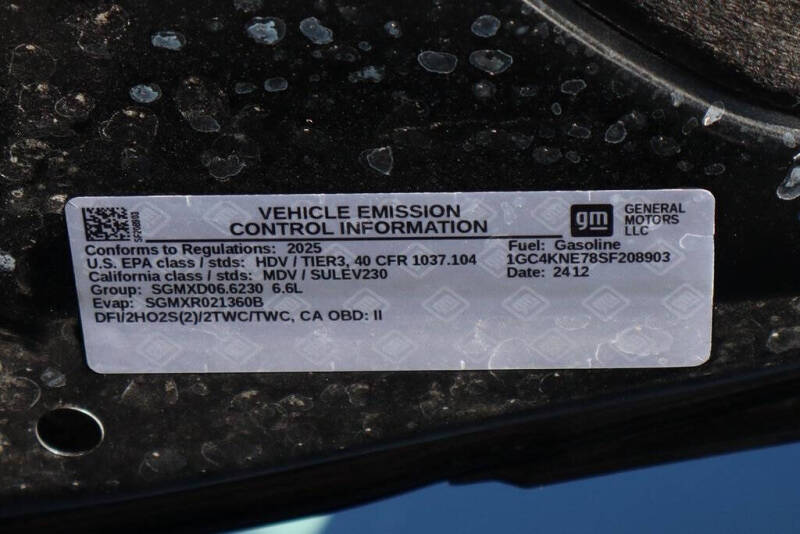 VEHICLE EMISSION
CONTROL INFORMATION
gm
GENERAL
MOTORS
LLC
Conforms to Regulations: 2025
Fuel: Gasoline
U.S. EPA class / stds: HDV / TIER3, 40 CFR 1037.104
1GC4KNE78SF208903
California class / stds: MDV / SULEV230
Date: 2412
Group: SGMXD06.6230 6.6L
Evap: SGMXR021360B
DFI/2HO2S(2)/2TWC/TWC, CA OBD: II